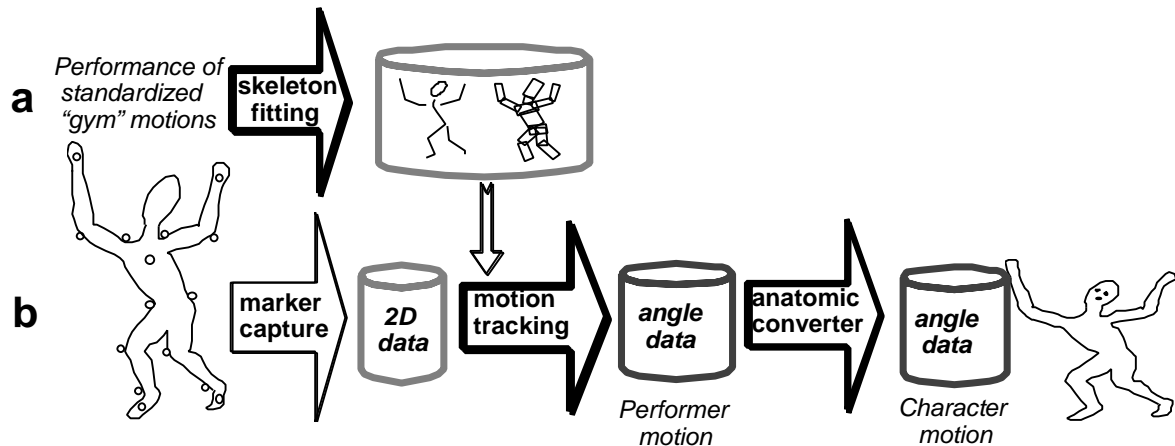 a
Performance of
standardized
“gym” motions
skeleton
fitting
b
marker
capture
2D
data
motion
tracking
angle
data
Performer
motion
anatomic
converter
angle
data
Character
motion